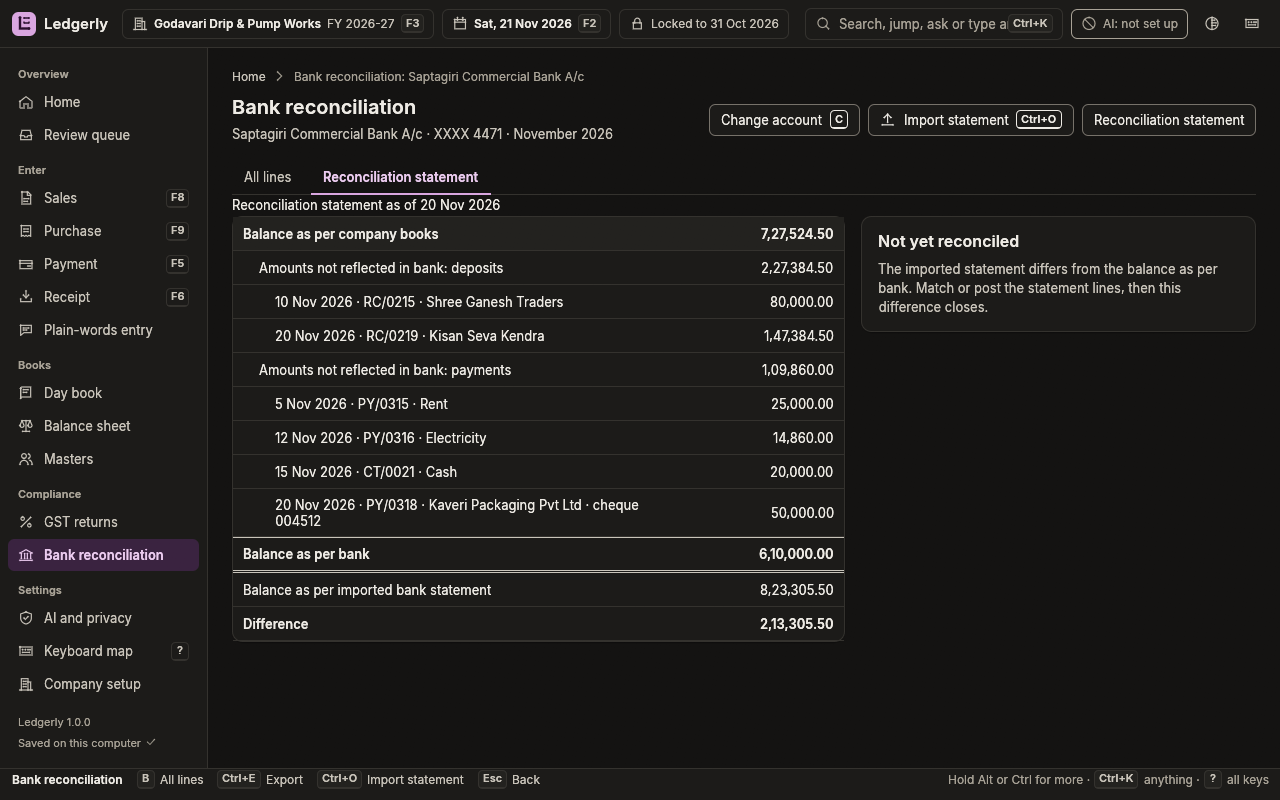 Ledgerly
Godavari Drip & Pump Works FY 2026-27 F3
Sat, 21 Nov 2026 F2
Locked to 31 Oct 2026
Search, jump, ask or type a Ctrl+K
AI: not set up
Overview
Home
Review queue
Enter
Sales F8
Purchase F9
Payment F5
Receipt F6
Plain-words entry
Books
Day book
Balance sheet
Masters
Compliance
GST returns
Bank reconciliation
Settings
AI and privacy
Keyboard map ?
Company setup
Ledgerly 1.0.0
Saved on this computer
Home > Bank reconciliation: Saptagiri Commercial Bank A/c
Bank reconciliation
Saptagiri Commercial Bank A/c · XXXX 4471 · November 2026
Change account C
Import statement Ctrl+O
Reconciliation statement
All lines
Reconciliation statement
Reconciliation statement as of 20 Nov 2026
Balance as per company books 7,27,524.50
Amounts not reflected in bank: deposits 2,27,384.50
10 Nov 2026 · RC/0215 · Shree Ganesh Traders 80,000.00
20 Nov 2026 · RC/0219 · Kisan Seva Kendra 1,47,384.50
Amounts not reflected in bank: payments 1,09,860.00
5 Nov 2026 · PY/0315 · Rent 25,000.00
12 Nov 2026 · PY/0316 · Electricity 14,860.00
15 Nov 2026 · CT/0021 · Cash 20,000.00
20 Nov 2026 · PY/0318 · Kaveri Packaging Pvt Ltd · cheque
004512 50,000.00
Balance as per bank 6,10,000.00
Balance as per imported bank statement 8,23,305.50
Difference 2,13,305.50
Not yet reconciled
The imported statement differs from the balance as per
bank. Match or post the statement lines, then this
difference closes.
Bank reconciliation B All lines Ctrl+E Export Ctrl+O Import statement Esc Back
Hold Alt or Ctrl for more · Ctrl+K anything · ? all keys